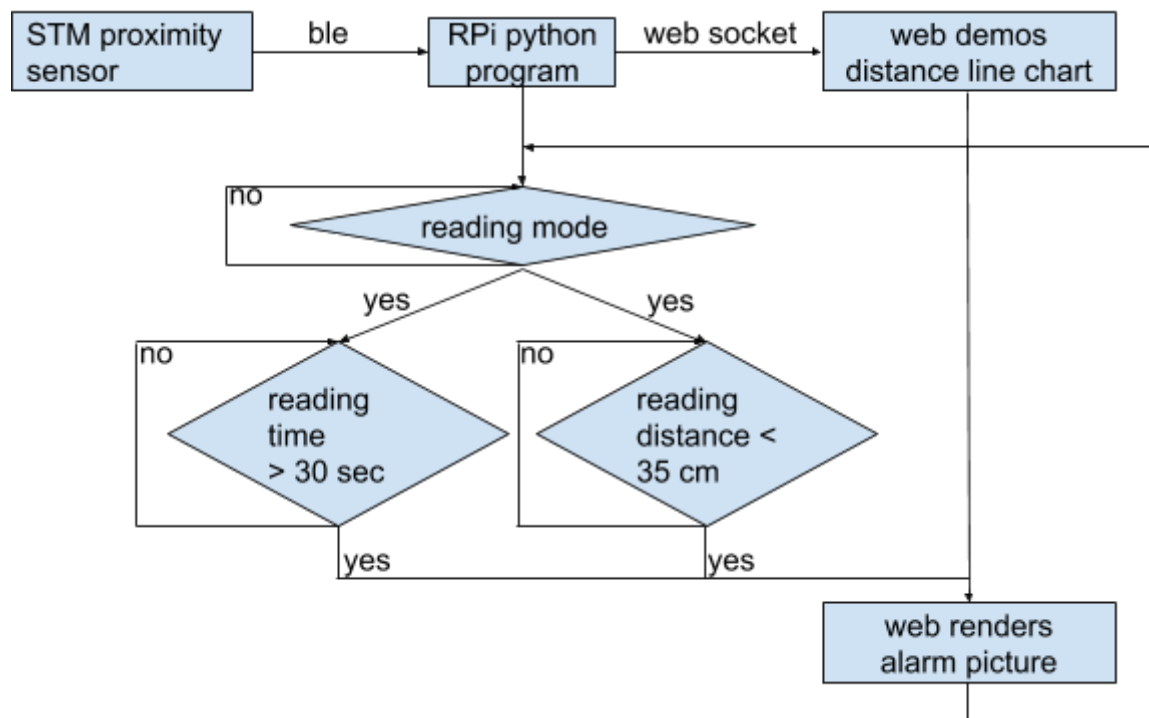 STM proximity
sensor
ble
RPi python
program
web socket
web demos
distance line chart
no
reading mode
yes
yes
no
reading
time
> 30 sec
no
reading
distance <
35 cm
yes
yes
web renders
alarm picture